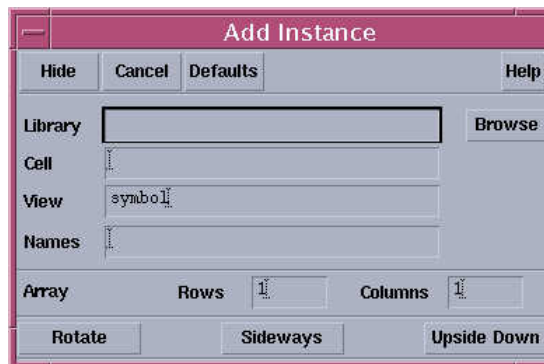 Add Instance
Hide Cancel Defaults Help
Library Browse
Cell
View symbol
Names
Array Rows 1 Columns 1
Rotate Sideways Upside Down